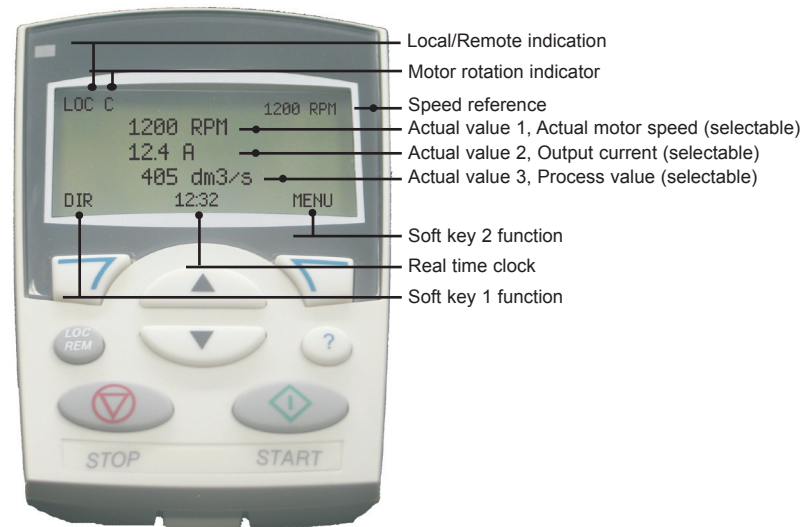 Local/Remote indication
Motor rotation indicator
LOC C
1200 RPM
Speed reference
1200 RPM
Actual value 1, Actual motor speed (selectable)
12.4 A
Actual value 2, Output current (selectable)
405 dm3/s
Actual value 3, Process value (selectable)
DIR
12:32
MENU
Soft key 2 function
Real time clock
Soft key 1 function
LOC
REM
?
STOP
START